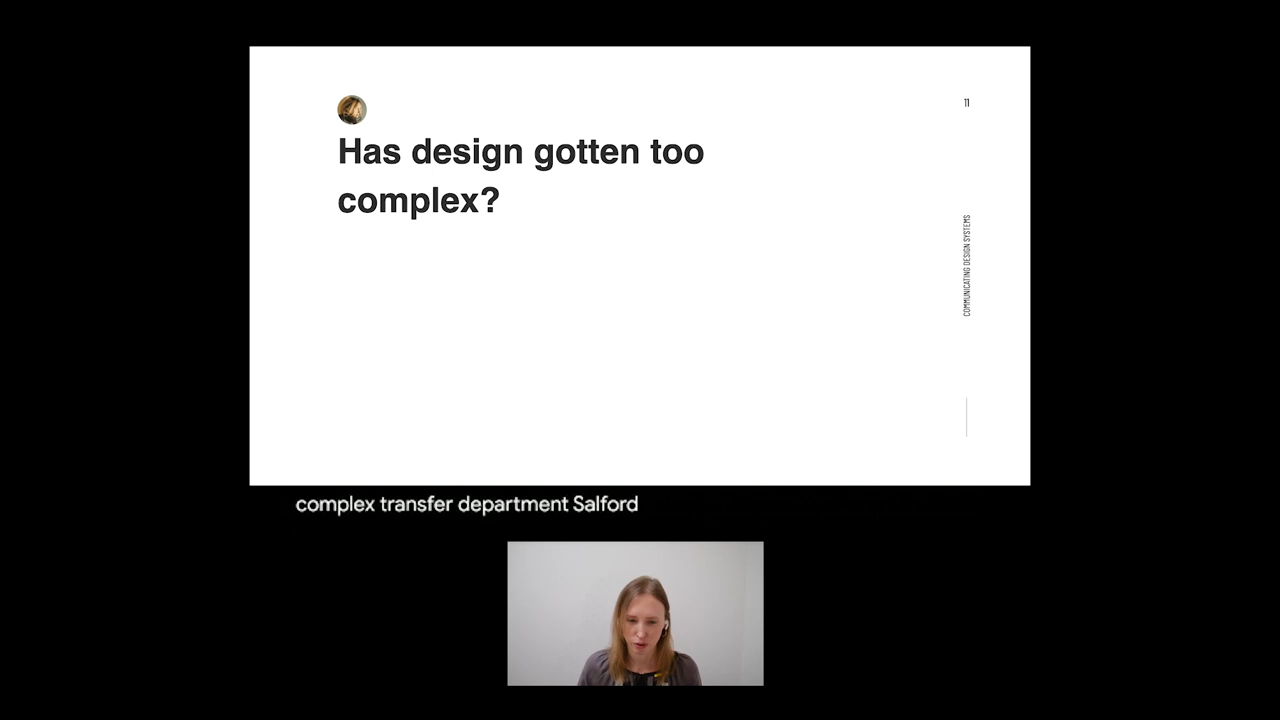 11
Has design gotten too
complex?
COMMUNICATING DESIGN SYSTEMS
complex transfer department Salford